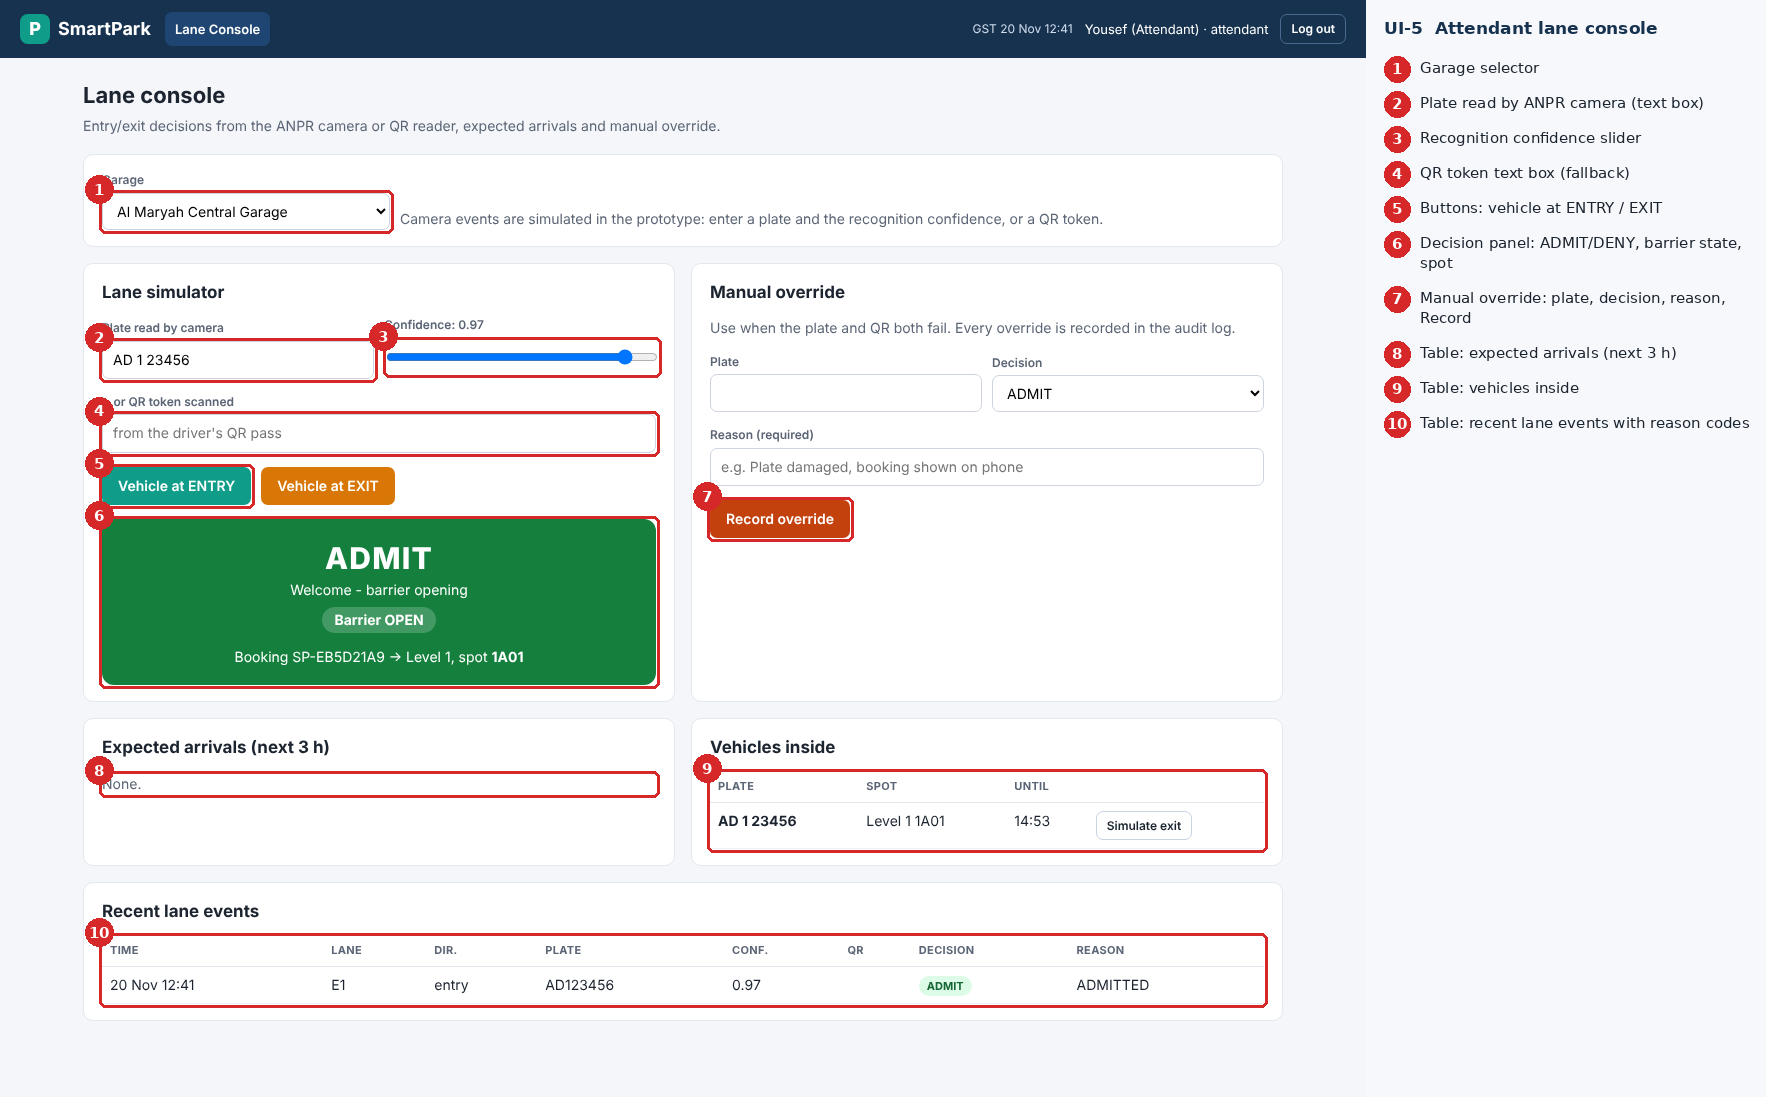 P SmartPark Lane Console GST 20 Nov 12:41 Yousef (Attendant) · attendant Log out
Lane console
Entry/exit decisions from the ANPR camera or QR reader, expected arrivals and manual override.
1 Garage
Al Maryah Central Garage
Camera events are simulated in the prototype: enter a plate and the recognition confidence, or a QR token.
Lane simulator
2 Plate read by camera
3 Confidence: 0.97
AD 1 23456
4 or QR token scanned
from the driver's QR pass
5 Vehicle at ENTRY Vehicle at EXIT
6
ADMIT
Welcome - barrier opening
Barrier OPEN
Booking SP-EB5D21A9 → Level 1, spot 1A01
Manual override
Use when the plate and QR both fail. Every override is recorded in the audit log.
Plate Decision
ADMIT
Reason (required)
e.g. Plate damaged, booking shown on phone
7 Record override
Expected arrivals (next 3 h)
8 None.
Vehicles inside
9
PLATE SPOT UNTIL
AD 1 23456 Level 1 1A01 14:53 Simulate exit
Recent lane events
10
TIME LANE DIR. PLATE CONF. QR DECISION REASON
20 Nov 12:41 E1 entry AD123456 0.97 ADMIT ADMITTED
UI-5 Attendant lane console
1 Garage selector
2 Plate read by ANPR camera (text box)
3 Recognition confidence slider
4 QR token text box (fallback)
5 Buttons: vehicle at ENTRY / EXIT
6 Decision panel: ADMIT/DENY, barrier state,
spot
7 Manual override: plate, decision, reason,
Record
8 Table: expected arrivals (next 3 h)
9 Table: vehicles inside
10 Table: recent lane events with reason codes